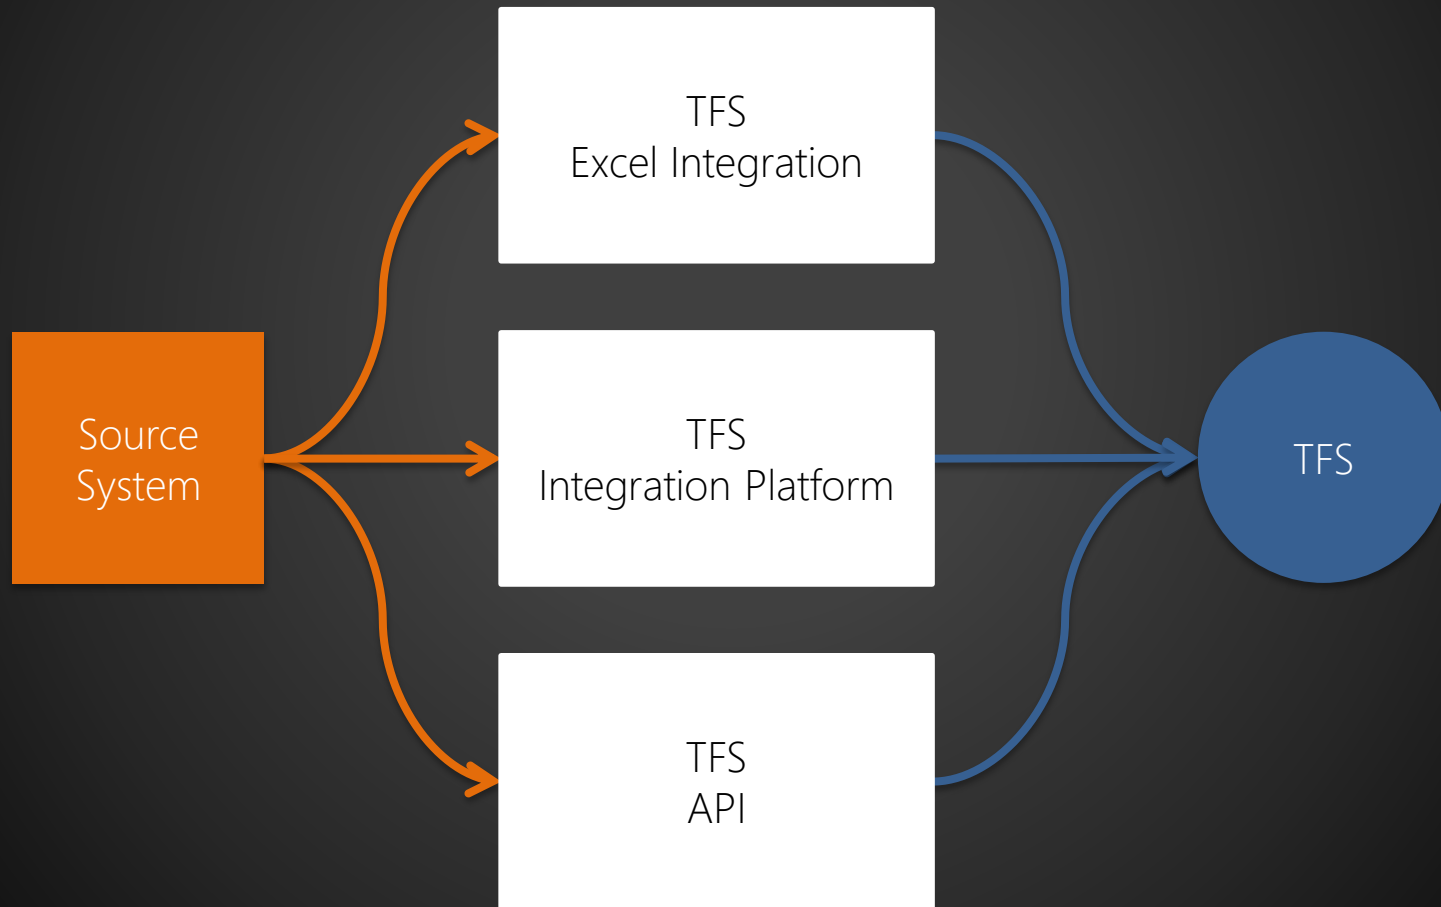 TFS
Excel Integration
Source
System
TFS
Integration Platform
TFS
TFS
API